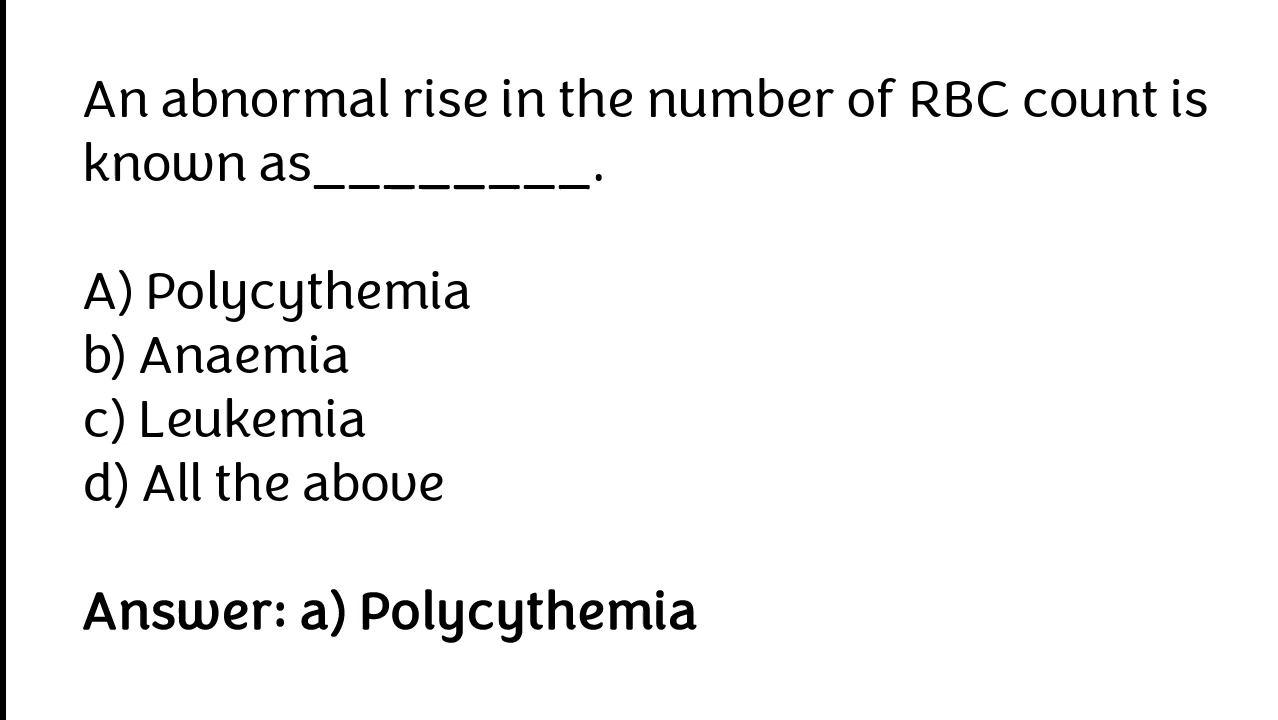 An abnormal rise in the number of RBC count is
known as________.
A) Polycythemia
b) Anaemia
c) Leukemia
d) All the above
Answer: a) Polycythemia